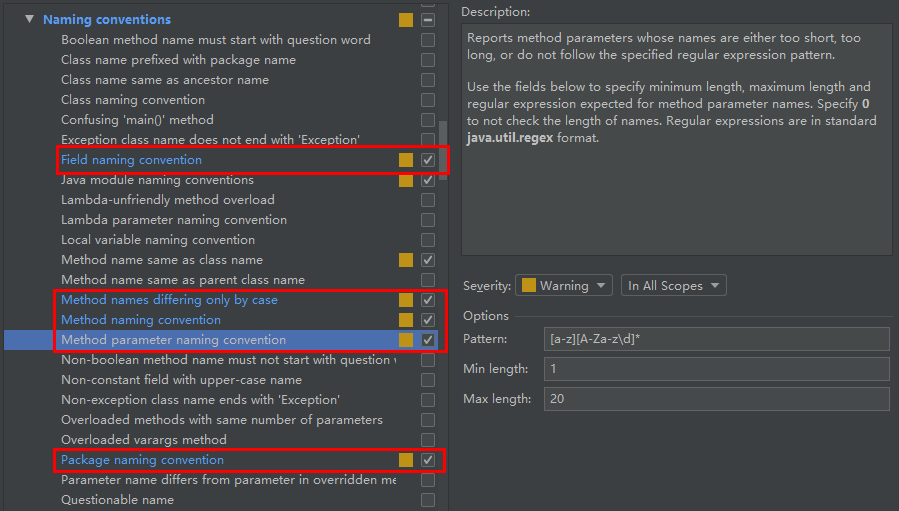 Naming conventions
Boolean method name must start with question word
Class name prefixed with package name
Class name same as ancestor name
Class naming convention
Confusing 'main()' method
Exception class name does not end with 'Exception'
Field naming convention
Java module naming conventions
Lambda-unfriendly method overload
Lambda parameter naming convention
Local variable naming convention
Method name same as class name
Method name same as parent class name
Method names differing only by case
Method naming convention
Method parameter naming convention
Non-boolean method name must not start with question
Non-constant field with upper-case name
Non-exception class name ends with 'Exception'
Overloaded methods with same number of parameters
Overloaded varargs method
Package naming convention
Parameter name differs from parameter in overridden me
Questionable name
Description:
Reports method parameters whose names are either too short, too
long, or do not follow the specified regular expression pattern.
Use the fields below to specify minimum length, maximum length and
regular expression expected for method parameter names. Specify 0
to not check the length of names. Regular expressions are in standard
java.util.regex format.
Severity: Warning In All Scopes
Options
Pattern: [a-z][A-Za-z\d]*
Min length: 1
Max length: 20